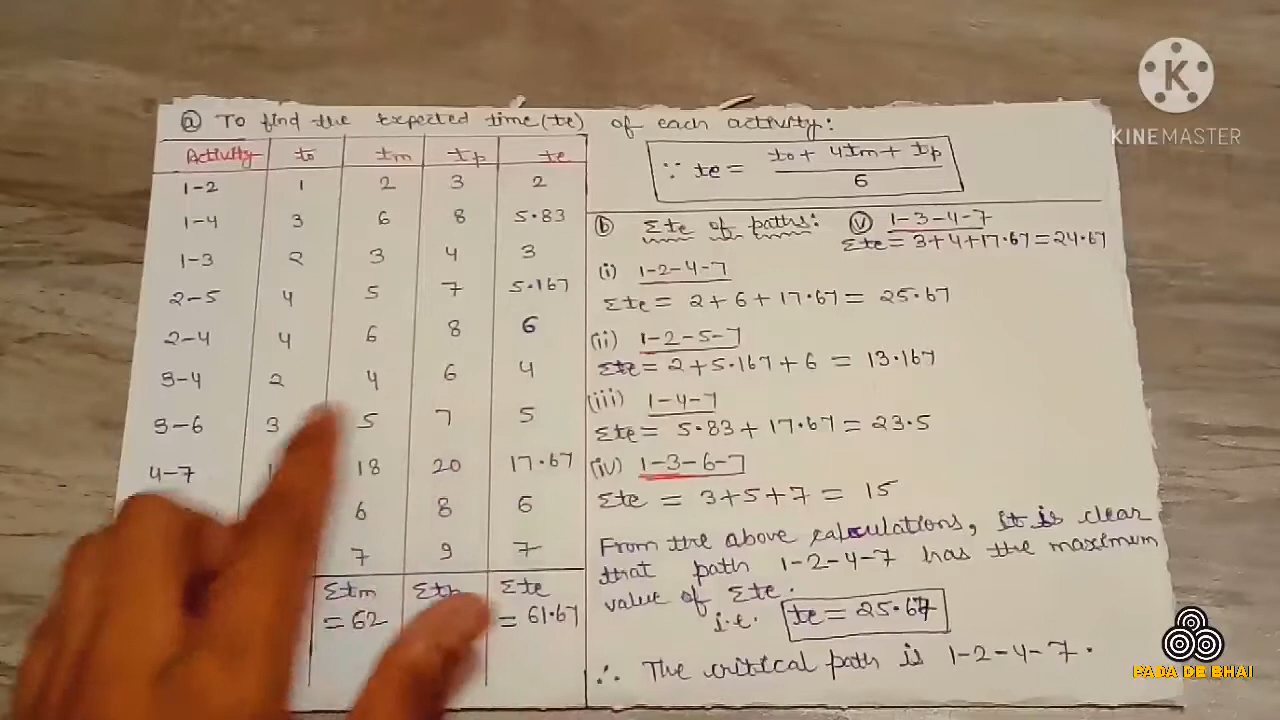 ⓐ To find the Expected time (te) of each activity:
Activity to tm tp te
1-2 1 2 3 2
1-4 3 6 8 5.83
1-3 2 3 4 3
2-5 4 5 7 5.167
2-4 4 6 8 6
3-4 2 4 6 4
3-6 3 5 7 5
4-7 18 20 17.67
6 8 6
7 9 7
Σtm Σte
= 62 = 61.67
∵ te = to + 4tm + tp / 6
ⓑ Σte of paths:
(i) 1-2-4-7
Σte = 2 + 6 + 17.67 = 25.67
(ii) 1-2-5-7
Σte = 2 + 5.167 + 6 = 13.167
(iii) 1-4-7
Σte = 5.83 + 17.67 = 23.5
(iv) 1-3-6-7
Σte = 3 + 5 + 7 = 15
ⓥ 1-3-4-7
Σte = 3+4+17.67 = 24.67
From the above calculations, it is clear
that path 1-2-4-7 has the maximum
value of Σte.
i.e. te = 25.67
∴ The critical path is 1-2-4-7.
K
KINEMASTER
PADA DE BHAI